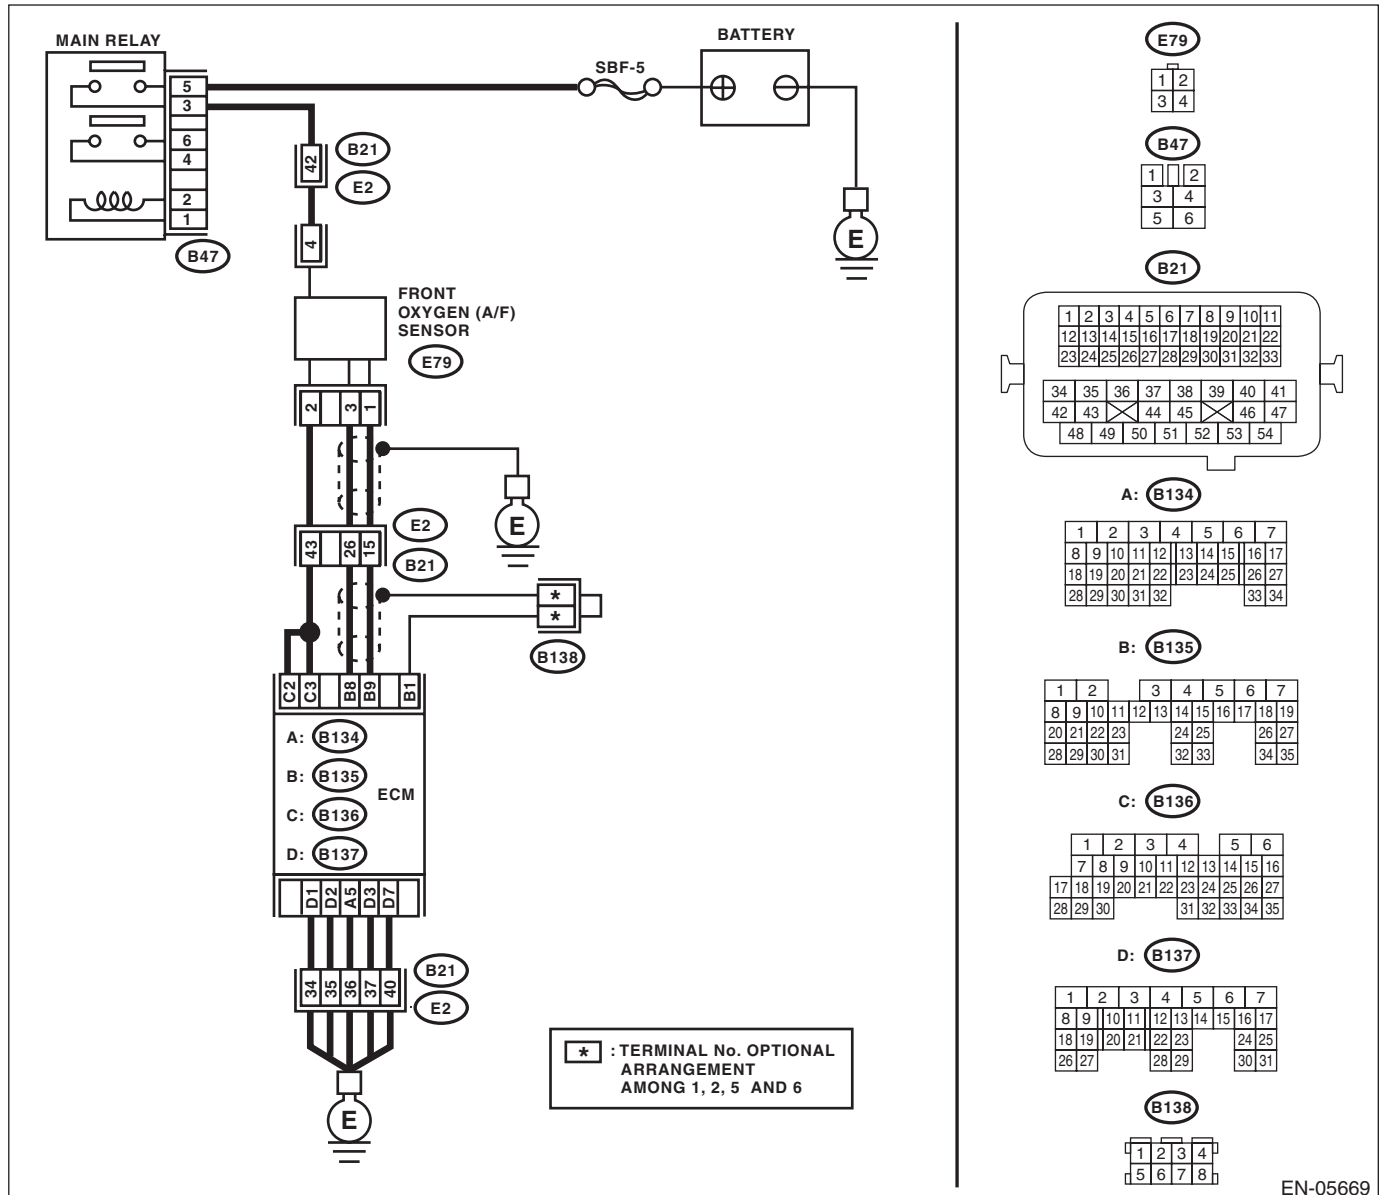 MAIN RELAY
5
3
6
4
2
1
B47
SBF-5
BATTERY
E
42
B21
E2
4
FRONT
OXYGEN (A/F)
SENSOR
E79
2 3 1
E
E2
43 26 15
B21
*
*
B138
C2 C3 B8 B9 B1
A: B134
B: B135
ECM
C: B136
D: B137
D1 D2 A5 D3 D7
B21
34 35 36 37 40
E2
E
* : TERMINAL No. OPTIONAL
ARRANGEMENT
AMONG 1, 2, 5 AND 6
E79
1 2
3 4
B47
1 2
3 4
5 6
B21
1 2 3 4 5 6 7 8 9 10 11
12 13 14 15 16 17 18 19 20 21 22
23 24 25 26 27 28 29 30 31 32 33
34 35 36 37 38 39 40 41
42 43 44 45 46 47
48 49 50 51 52 53 54
A: B134
1 2 3 4 5 6 7
8 9 10 11 12 13 14 15 16 17
18 19 20 21 22 23 24 25 26 27
28 29 30 31 32 33 34
B: B135
1 2 3 4 5 6 7
8 9 10 11 12 13 14 15 16 17 18 19
20 21 22 23 24 25 26 27
28 29 30 31 32 33 34 35
C: B136
1 2 3 4 5 6
7 8 9 10 11 12 13 14 15 16
17 18 19 20 21 22 23 24 25 26 27
28 29 30 31 32 33 34 35
D: B137
1 2 3 4 5 6 7
8 9 10 11 12 13 14 15 16 17
18 19 20 21 22 23 24 25
26 27 28 29 30 31
B138
1 2 3 4
5 6 7 8
EN-05669